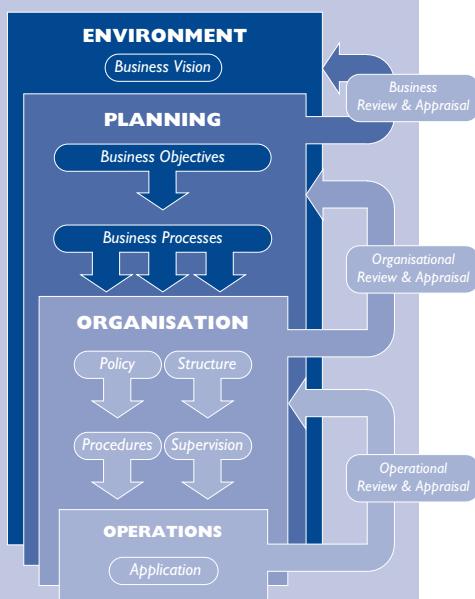 ENVIRONMENT
Business Vision
Business
Review & Appraisal
PLANNING
Business Objectives
Business Processes
Organisational
Review & Appraisal
ORGANISATION
Policy
Structure
Procedures
Supervision
Operational
Review & Appraisal
OPERATIONS
Application